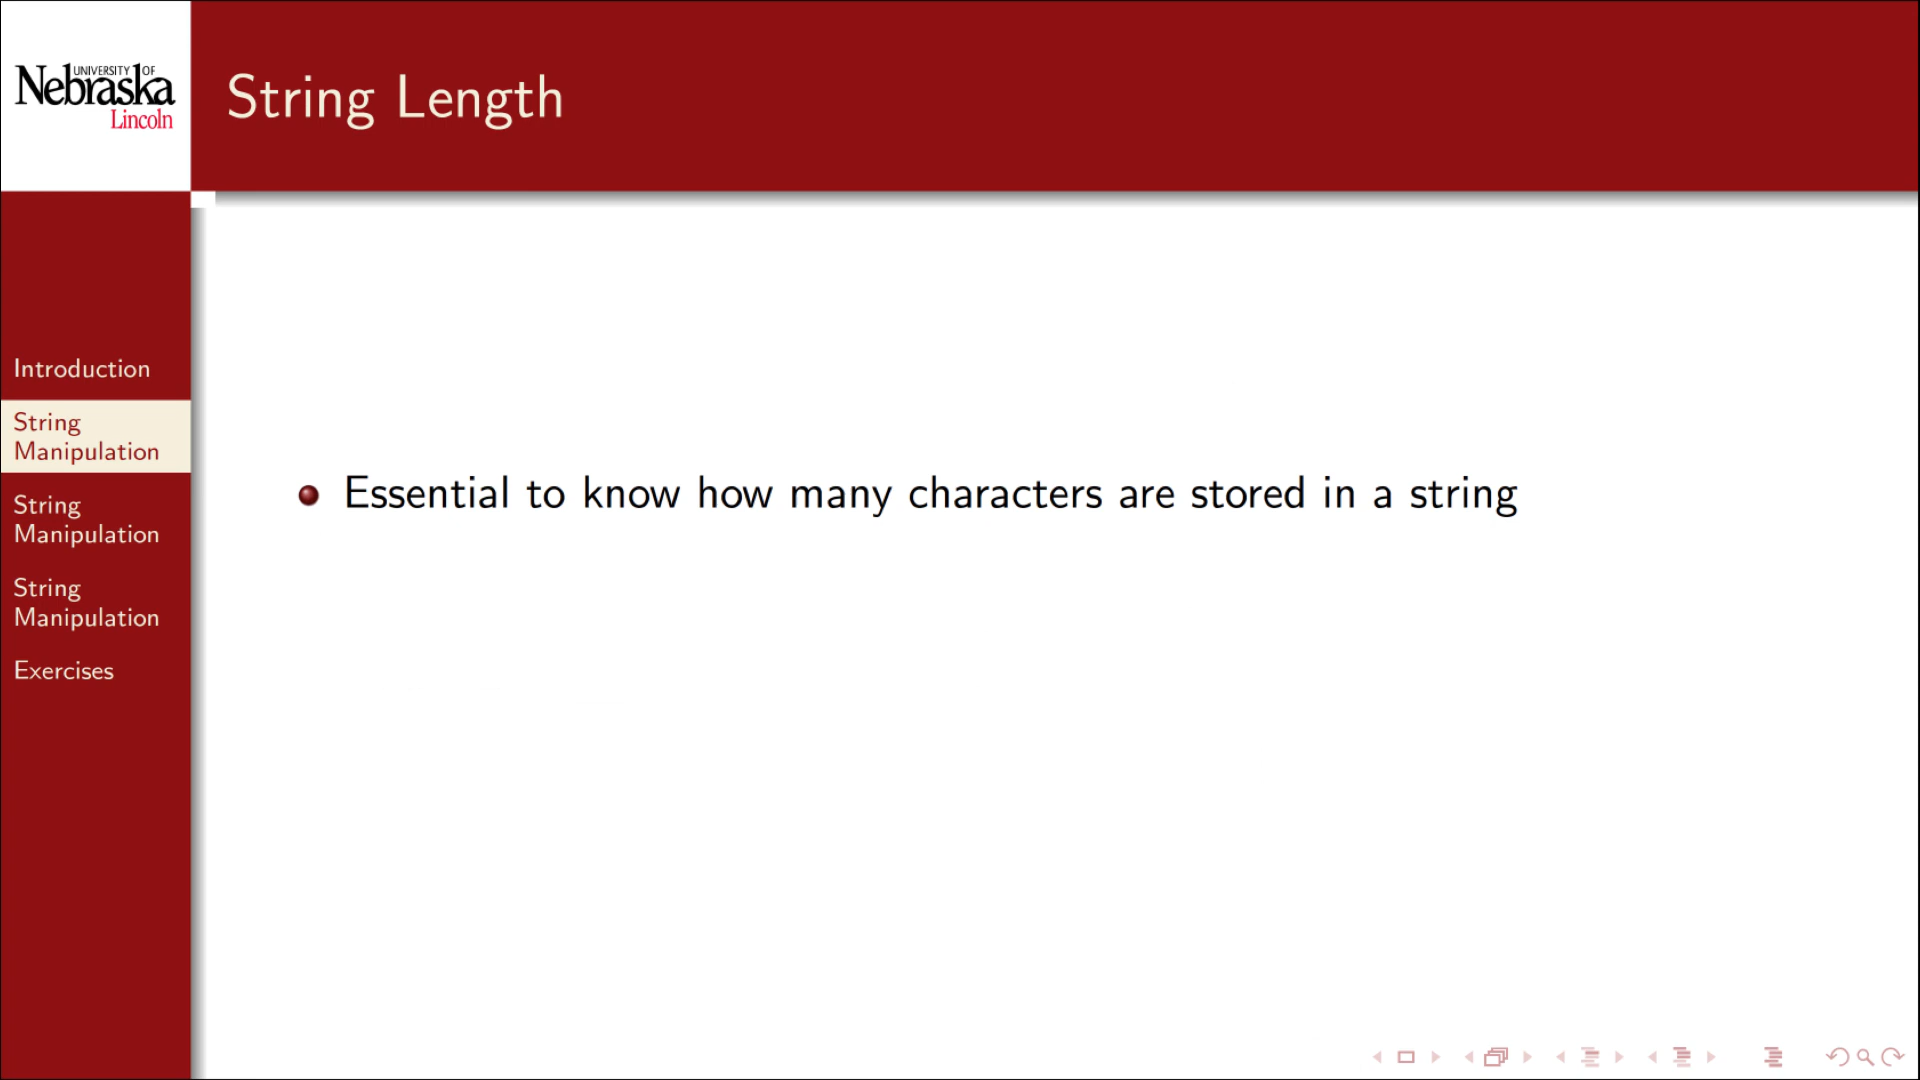 UNIVERSITY OF
Nebraska
Lincoln
String Length
Introduction
String
Manipulation
String
Manipulation
String
Manipulation
Exercises
Essential to know how many characters are stored in a string